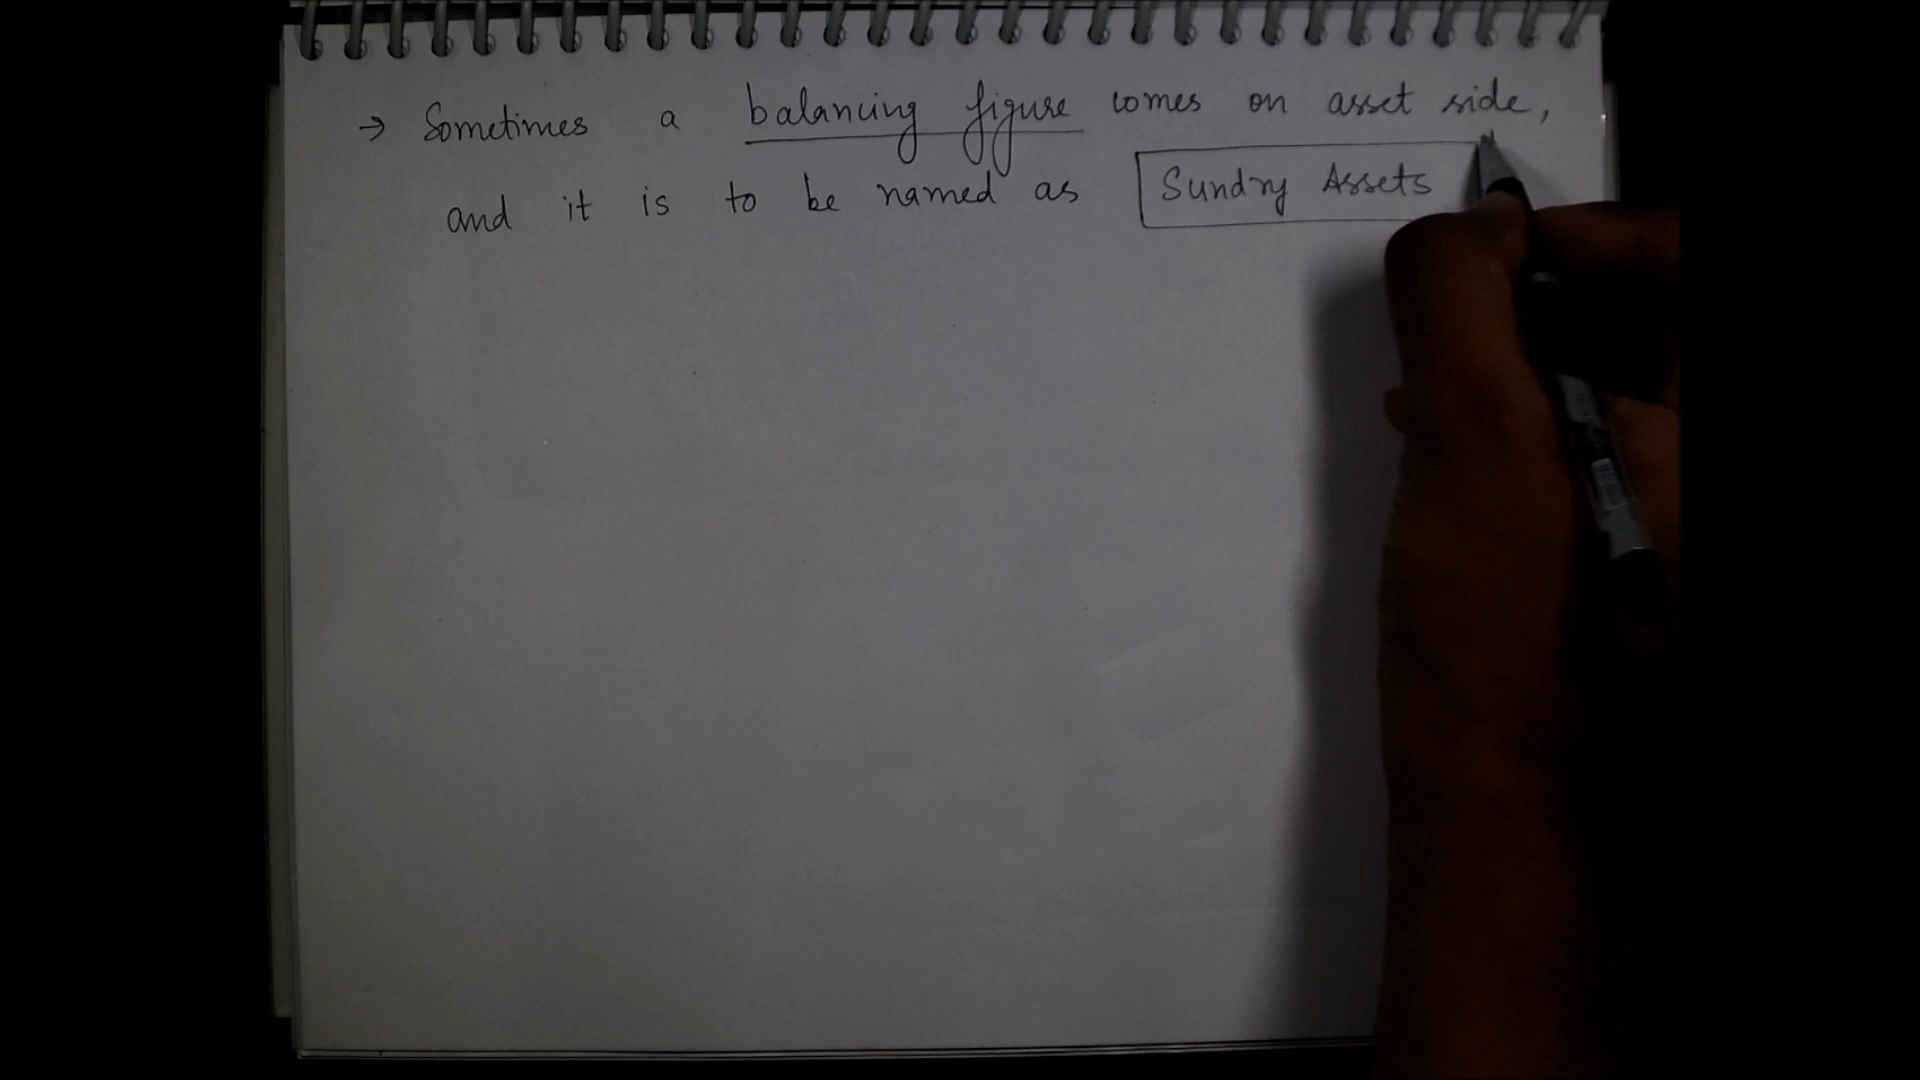 → Sometimes a balancing figure comes on asset side,
and it is to be named as Sundry Assets